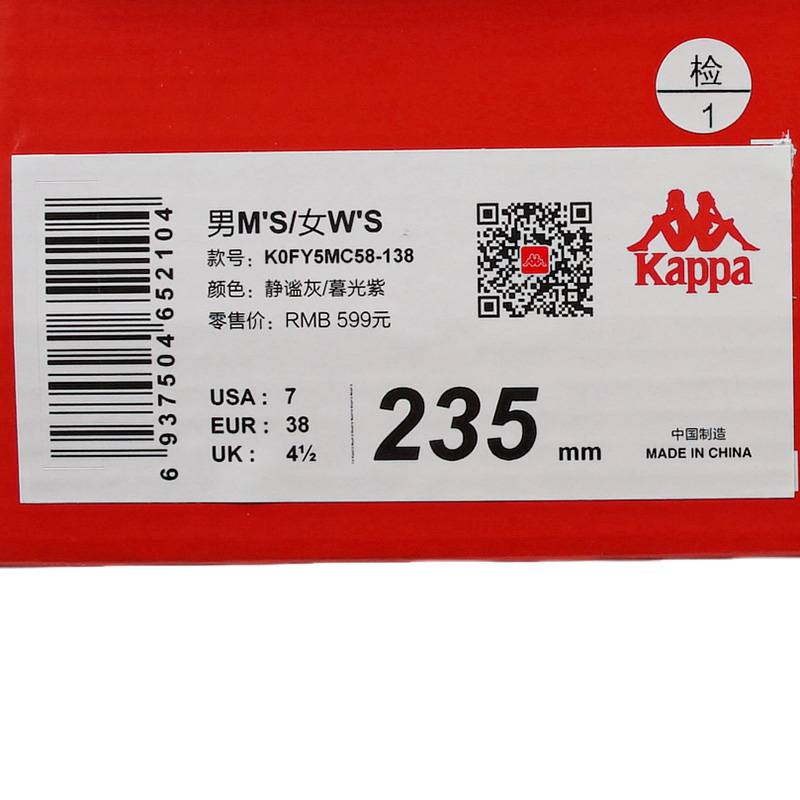 检
1
6 937504 652104
男M'S/女W'S
款号：K0FY5MC58-138
颜色：静谧灰/暮光紫
零售价：RMB 599元
Kappa
USA : 7
EUR : 38
UK : 4½
235 mm
中国制造
MADE IN CHINA